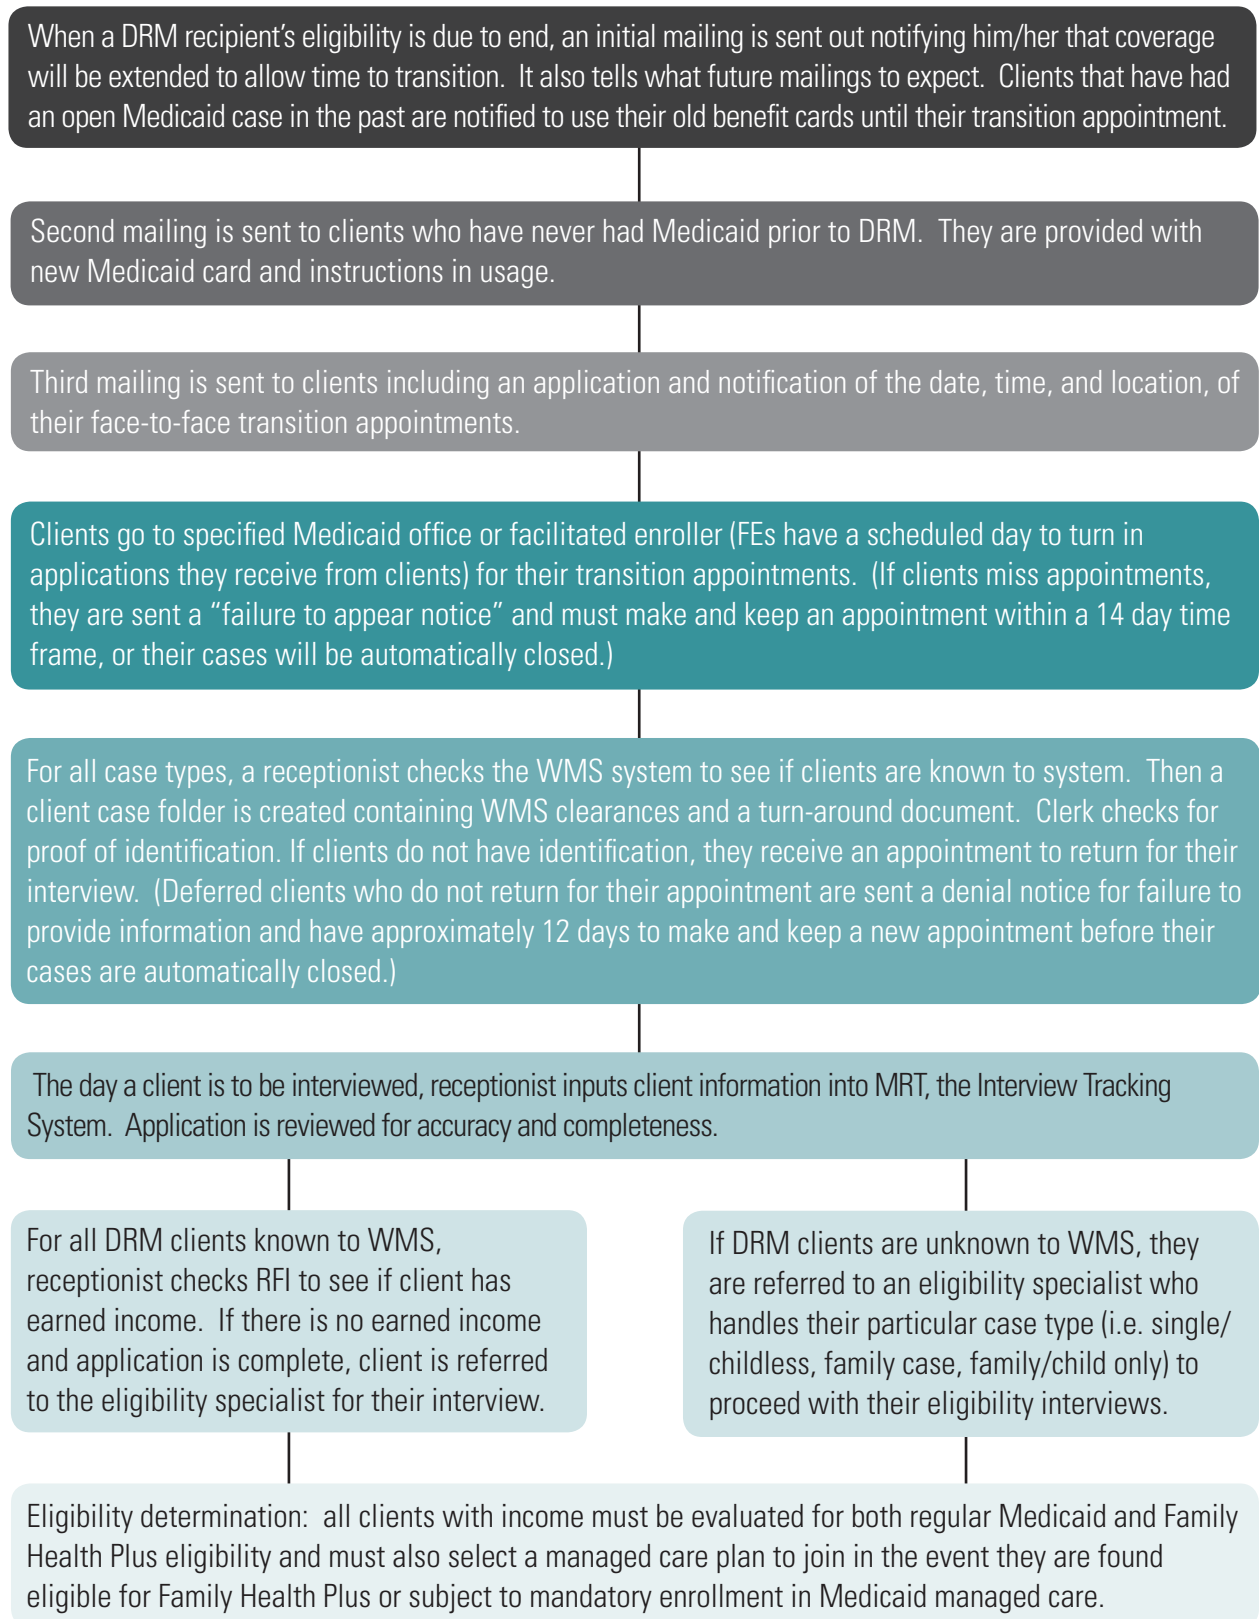 When a DRM recipient’s eligibility is due to end, an initial mailing is sent out notifying him/her that coverage
will be extended to allow time to transition.  It also tells what future mailings to expect.  Clients that have had
an open Medicaid case in the past are notified to use their old benefit cards until their transition appointment.
Second mailing is sent to clients who have never had Medicaid prior to DRM.  They are provided with
new Medicaid card and instructions in usage.
Third mailing is sent to clients including an application and notification of the date, time, and location, of
their face-to-face transition appointments.
Clients go to specified Medicaid office or facilitated enroller (FEs have a scheduled day to turn in
applications they receive from clients) for their transition appointments.  (If clients miss appointments,
they are sent a “failure to appear notice” and must make and keep an appointment within a 14 day time
frame, or their cases will be automatically closed.)
For all case types, a receptionist checks the WMS system to see if clients are known to system.  Then a
client case folder is created containing WMS clearances and a turn-around document.  Clerk checks for
proof of identification. If clients do not have identification, they receive an appointment to return for their
interview.  (Deferred clients who do not return for their appointment are sent a denial notice for failure to
provide information and have approximately 12 days to make and keep a new appointment before their
cases are automatically closed.)
The day a client is to be interviewed, receptionist inputs client information into MRT, the Interview Tracking
System.  Application is reviewed for accuracy and completeness.
For all DRM clients known to WMS,
receptionist checks RFI to see if client has
earned income.  If there is no earned income
and application is complete, client is referred
to the eligibility specialist for their interview.
If DRM clients are unknown to WMS, they
are referred to an eligibility specialist who
handles their particular case type (i.e. single/
childless, family case, family/child only) to
proceed with their eligibility interviews.
Eligibility determination:  all clients with income must be evaluated for both regular Medicaid and Family
Health Plus eligibility and must also select a managed care plan to join in the event they are found
eligible for Family Health Plus or subject to mandatory enrollment in Medicaid managed care.